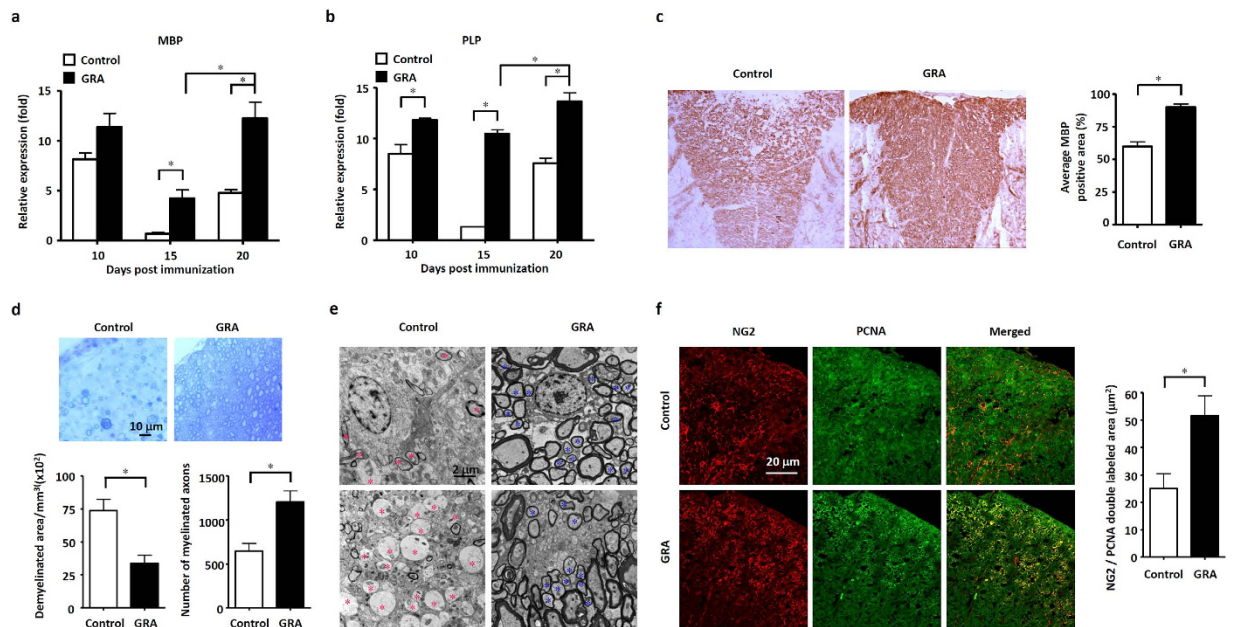 a
MBP
Control
GRA
*
*
*
Relative expression (fold)
15
10
5
0
10
15
20
Days post immunization
b
PLP
Control
GRA
*
*
*
*
Relative expression (fold)
15
10
5
0
10
15
20
Days post immunization
c
Control
GRA
*
Average MBP
positive area (%)
100
75
50
25
0
Control
GRA
d
Control
GRA
10 µm
*
Demyelinated area/mm³(x10²)
100
75
50
25
0
Control GRA
*
Number of myelinated axons
1500
1000
500
0
Control GRA
e
Control
GRA
2 µm
f
NG2
PCNA
Merged
Control
20 µm
GRA
*
NG2 / PCNA double labeled area (µm²)
60
50
40
30
20
10
0
Control
GRA